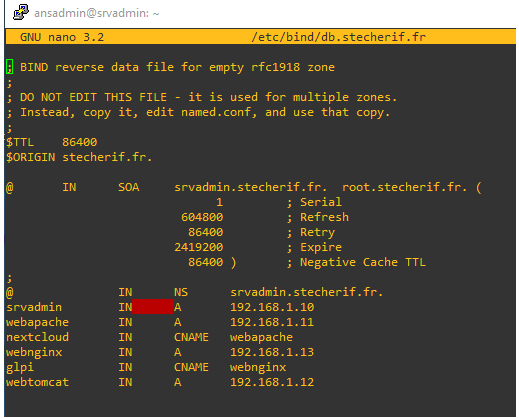 ansadmin@srvadmin: ~
GNU nano 3.2 /etc/bind/db.stecherif.fr
; BIND reverse data file for empty rfc1918 zone
;
; DO NOT EDIT THIS FILE - it is used for multiple zones.
; Instead, copy it, edit named.conf, and use that copy.
;
$TTL 86400
$ORIGIN stecherif.fr.
@ IN SOA srvadmin.stecherif.fr. root.stecherif.fr. (
1 ; Serial
604800 ; Refresh
86400 ; Retry
2419200 ; Expire
86400 ) ; Negative Cache TTL
;
@ IN NS srvadmin.stecherif.fr.
srvadmin IN A 192.168.1.10
webapache IN A 192.168.1.11
nextcloud IN CNAME webapache
webnginx IN A 192.168.1.13
glpi IN CNAME webnginx
webtomcat IN A 192.168.1.12